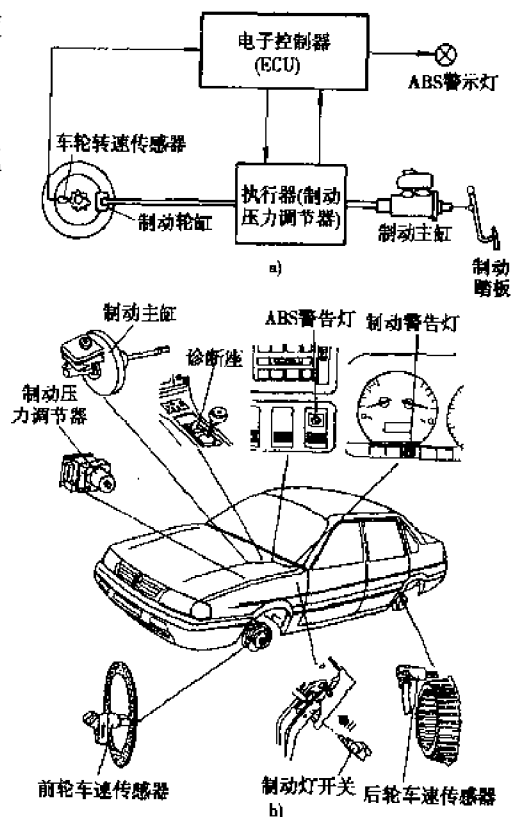 电子控制器
(ECU)
ABS警示灯
车轮转速传感器
执行器(制动
压力调节器)
制动轮缸
制动主缸
制动
踏板
a)
制动主缸
诊断座
ABS警告灯
制动警告灯
制动压
力调节器
前轮车速传感器
制动灯开关
后轮车速传感器
b)